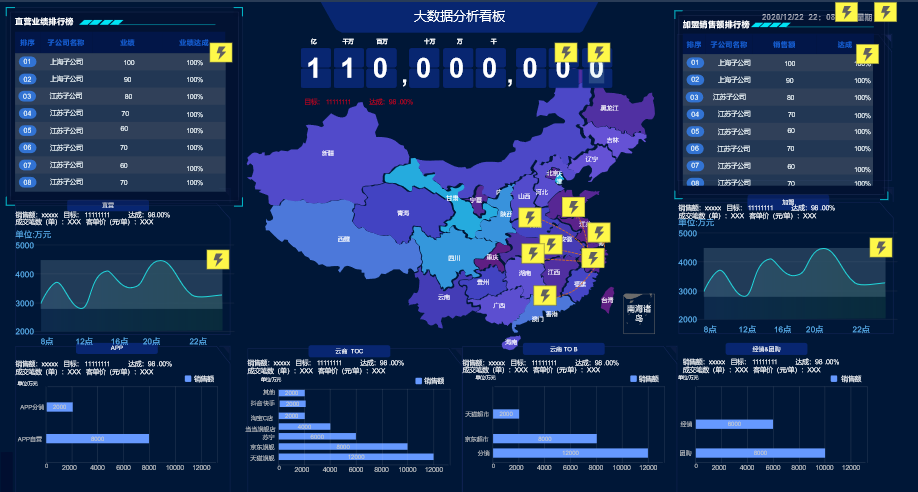 大数据分析看板
2020/12/22 22: 03
星期
直营业绩排行榜
排序 子公司名称 业绩 业绩达成
01 上海子公司 100 100%
02 上海子公司 90 100%
03 江苏子公司 80 100%
04 江苏子公司 70 100%
05 江苏子公司 60 100%
06 江苏子公司 70 100%
07 江苏子公司 60 100%
08 江苏子公司 70 100%
亿 千万 百万 十万 万 千
110,000,000
目标: 11111111 达成: 98.00%
加盟销售额排行榜
排序 子公司名称 销售额 达成
01 上海子公司 100 100%
02 上海子公司 90 100%
03 江苏子公司 80 100%
04 江苏子公司 70 100%
05 江苏子公司 60 100%
06 江苏子公司 70 100%
07 江苏子公司 60 100%
08 江苏子公司 70 100%
黑龙江
吉林
辽宁
新疆
北京
甘肃
宁夏
山西
河北
陕西
青海
西藏
四川
重庆
湖南
江西
贵州
福建
云南
广西
台湾
香港
澳门
海南
南海诸岛
直营
销售额: xxxxx 目标: 11111111 达成: 98.00%
成交笔数(单): XXX 客单价(元/单): XXX
单位:万元
5000
4000
3000
2000
8点 12点 16点 20点 22点
加盟
销售额: xxxxx 目标: 11111111 达成: 98.00%
成交笔数(单): XXX 客单价(元/单): XXX
单位:万元
5000
4000
3000
2000
8点 12点 16点 20点 22点
APP
销售额: xxxxx 目标: 11111111 达成: 98.00%
成交笔数(单): XXX 客单价(元/单): XXX
单位/万元
销售额
APP分销 2000
APP自营 8000
0 2000 4000 6000 8000 10000 12000
云商 TOC
销售额: xxxxx 目标: 11111111 达成: 98.00%
成交笔数(单): XXX 客单价(元/单): XXX
单位/万元
销售额
其他 2000
抖音快手 2000
淘宝C店 2000
当当旗舰店 4000
苏宁 6000
京东旗舰 8000
天猫旗舰 12000
0 2000 4000 6000 8000 10000 12000
云商 TO B
销售额: xxxxx 目标: 11111111 达成: 98.00%
成交笔数(单): XXX 客单价(元/单): XXX
单位/万元
销售额
天猫超市 2000
京东超市 8000
分销 12000
0 2000 4000 6000 8000 10000 12000
经销&团购
销售额: xxxxx 目标: 11111111 达成: 98.00%
成交笔数(单): XXX 客单价(元/单): XXX
单位/万元
销售额
经销 6000
团购 8000
0 2000 4000 6000 8000 10000 12000